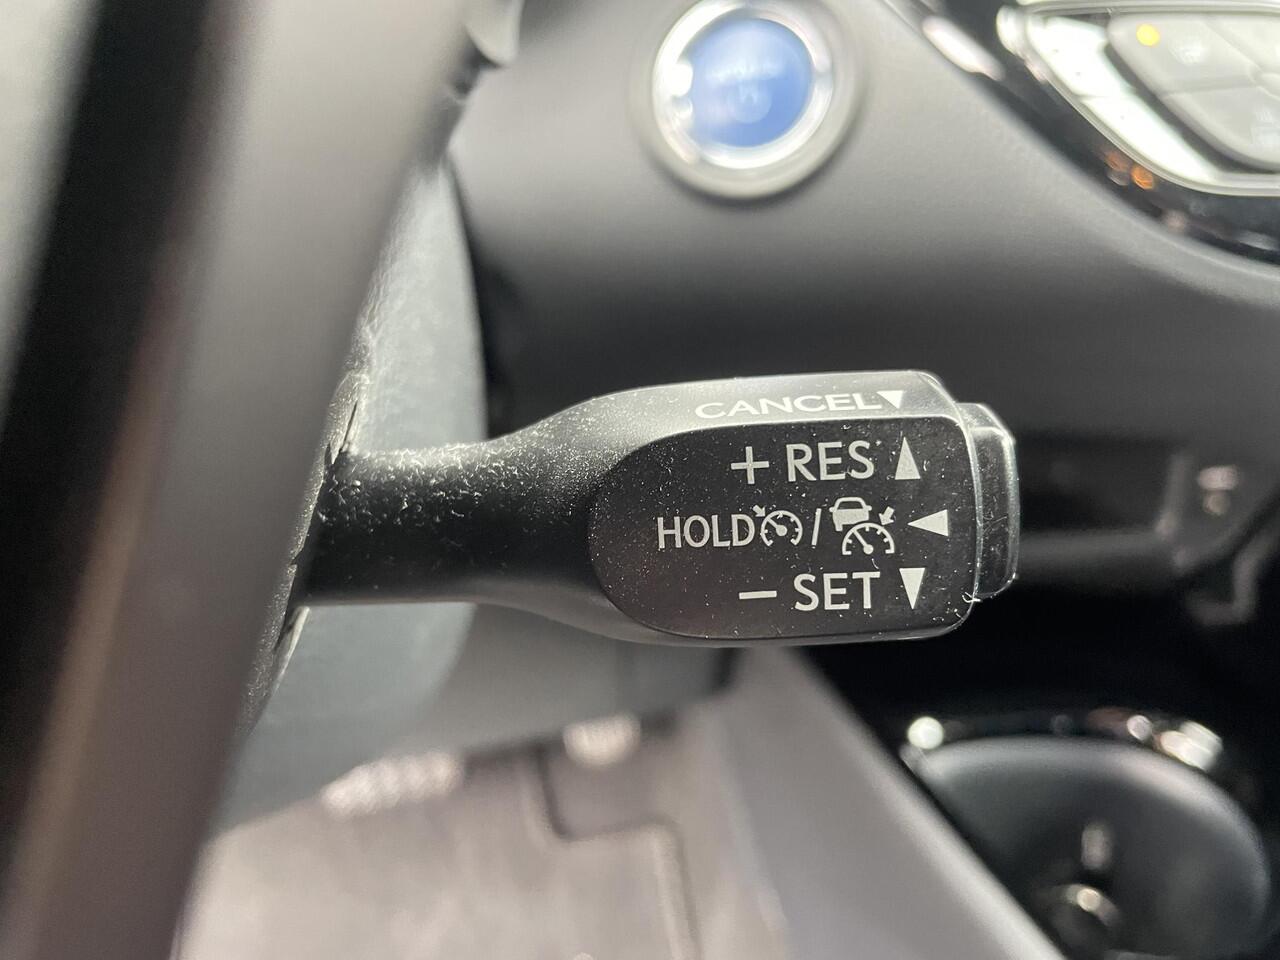 CANCEL▼
+ RES ▲
HOLD / ◀
− SET ▼